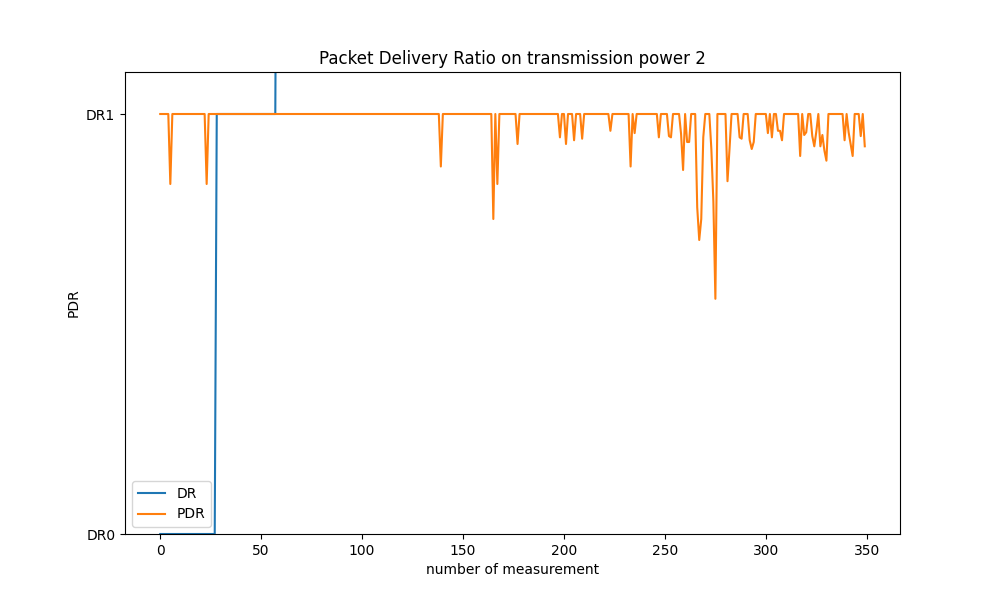 Packet Delivery Ratio on transmission power 2
DR1
PDR
DR0
DR
PDR
0 50 100 150 200 250 300 350
number of measurement